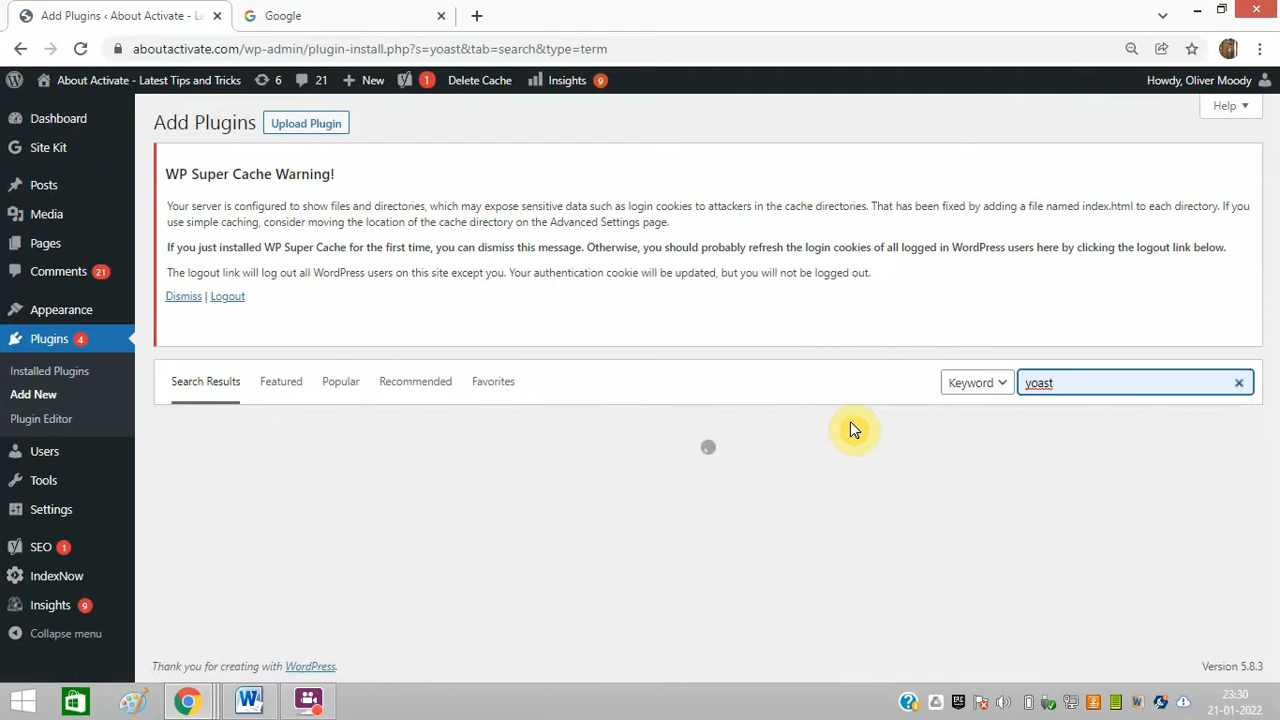 Add Plugins ‹ About Activate - La
Google
aboutactivate.com/wp-admin/plugin-install.php?s=yoast&tab=search&type=term
About Activate - Latest Tips and Tricks
6
21
New
1
Delete Cache
Insights
9
Howdy, Oliver Moody
Dashboard
Site Kit
Posts
Media
Pages
Comments 21
Appearance
Plugins 4
Installed Plugins
Add New
Plugin Editor
Users
Tools
Settings
SEO 1
IndexNow
Insights 9
Collapse menu
Help
Add Plugins
Upload Plugin
WP Super Cache Warning!
Your server is configured to show files and directories, which may expose sensitive data such as login cookies to attackers in the cache directories. That has been fixed by adding a file named index.html to each directory. If you
use simple caching, consider moving the location of the cache directory on the Advanced Settings page.
If you just installed WP Super Cache for the first time, you can dismiss this message. Otherwise, you should probably refresh the login cookies of all logged in WordPress users here by clicking the logout link below.
The logout link will log out all WordPress users on this site except you. Your authentication cookie will be updated, but you will not be logged out.
Dismiss | Logout
Search Results
Featured
Popular
Recommended
Favorites
Keyword
yoast
Thank you for creating with WordPress.
Version 5.8.3
23:30
21-01-2022